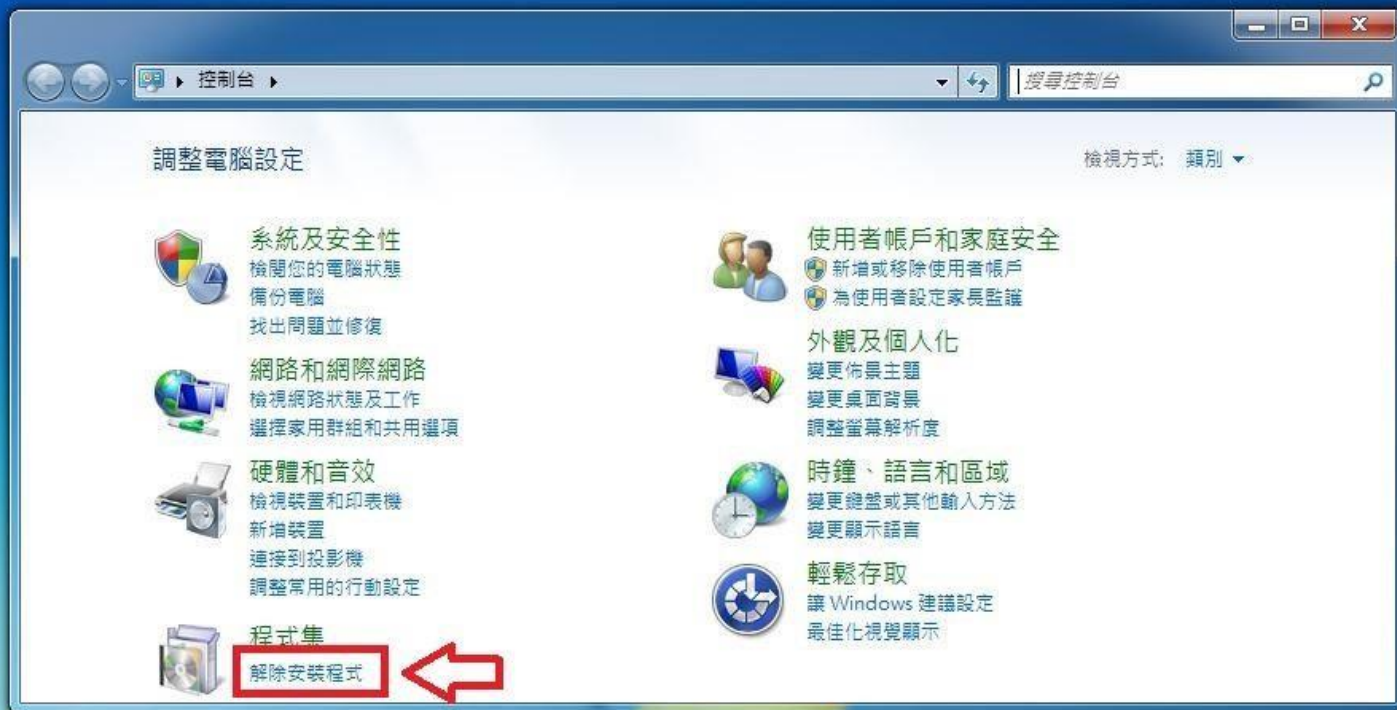 控制台
搜尋控制台
調整電腦設定
檢視方式: 類別
系統及安全性
檢閱您的電腦狀態
備份電腦
找出問題並修復
網路和網際網路
檢視網路狀態及工作
選擇家用群組和共用選項
硬體和音效
檢視裝置和印表機
新增裝置
連接到投影機
調整常用的行動設定
程式集
解除安裝程式
使用者帳戶和家庭安全
新增或移除使用者帳戶
為使用者設定家長監護
外觀及個人化
變更佈景主題
變更桌面背景
調整螢幕解析度
時鐘、語言和區域
變更鍵盤或其他輸入方法
變更顯示語言
輕鬆存取
讓 Windows 建議設定
最佳化視覺顯示